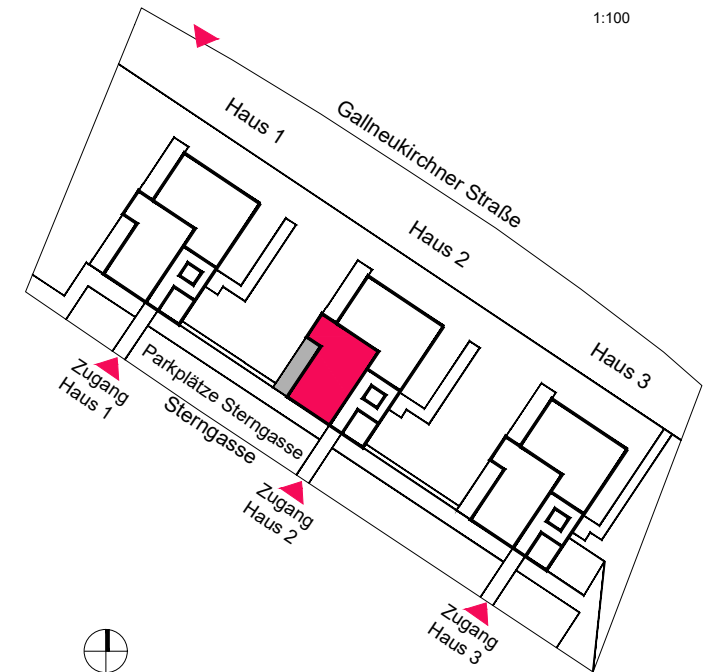 1:100
Gallneukirchner Straße
Haus 1
Haus 2
Haus 3
Parkplätze Sterngasse
Sterngasse
Zugang
Haus 1
Zugang
Haus 2
Zugang
Haus 3